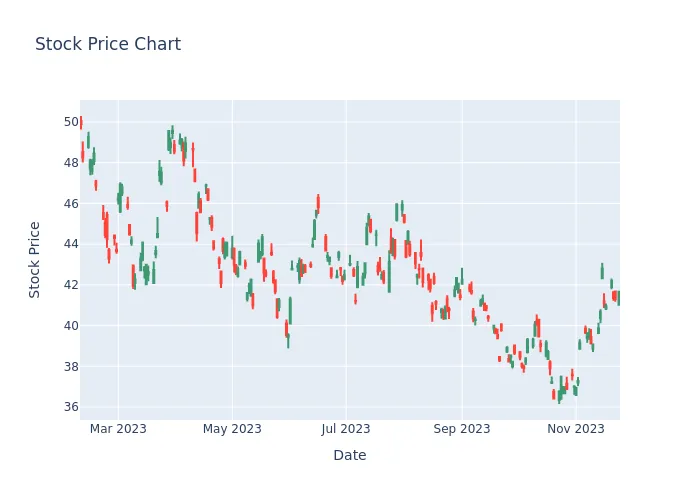 Stock Price Chart
50
48
46
44
42
40
38
36
Stock Price
Mar 2023
May 2023
Jul 2023
Sep 2023
Nov 2023
Date